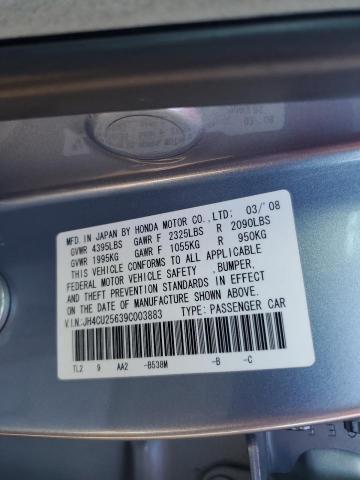 MFD. IN JAPAN BY HONDA MOTOR CO.,LTD; 03/'08
GVWR 4395LBS GAWR F 2325LBS R 2090LBS
GVWR 1995KG GAWR F 1055KG R 950KG
THIS VEHICLE CONFORMS TO ALL APPLICABLE
FEDERAL MOTOR VEHICLE SAFETY ,BUMPER,
AND THEFT PREVENTION STANDARDS IN EFFECT
ON THE DATE OF MANUFACTURE SHOWN ABOVE.
V.I.N.:JH4CU25639C003883 TYPE: PASSENGER CAR
TL2 9 AA2 -B538M -B -C